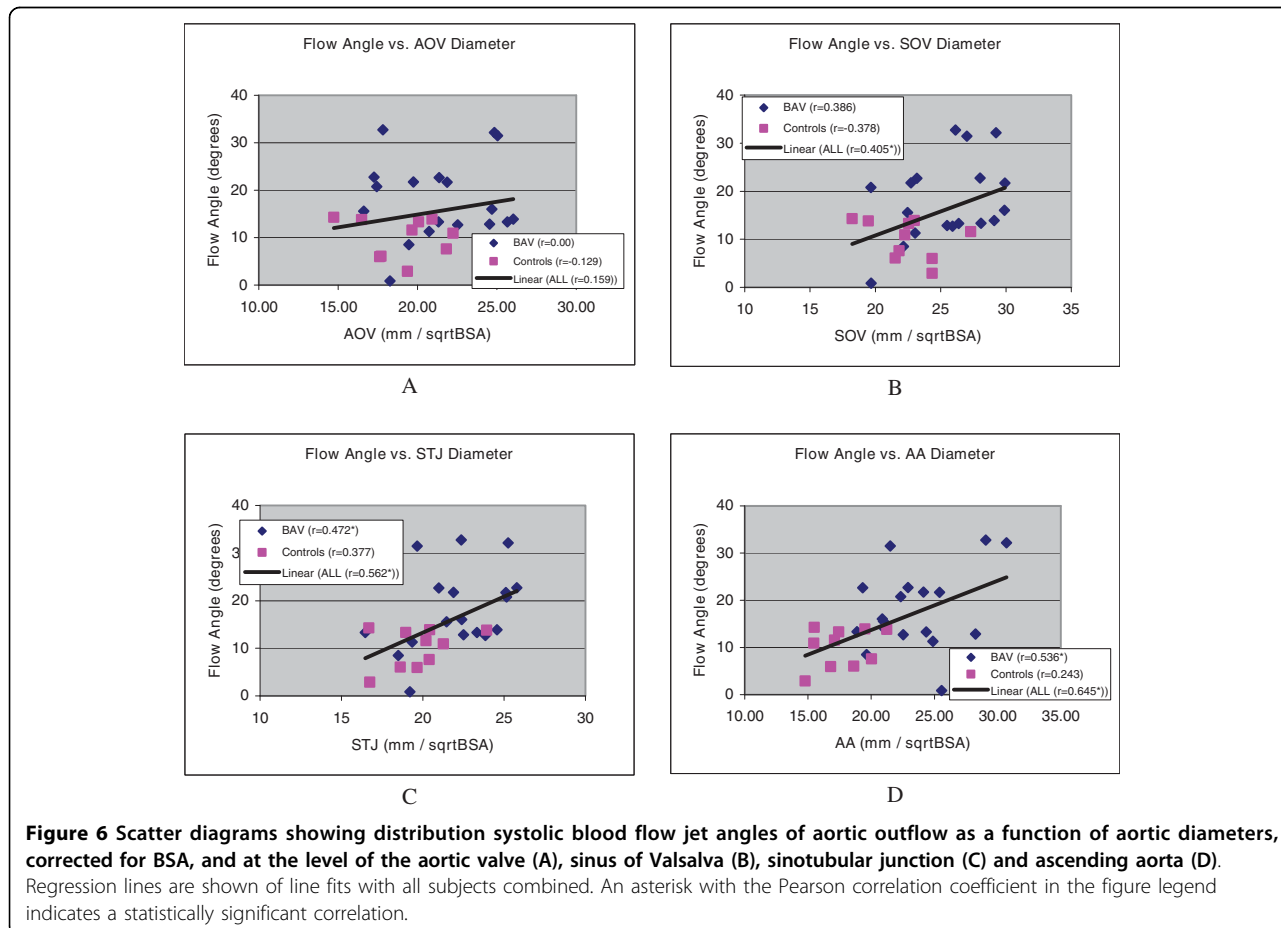 Flow Angle vs. AOV Diameter
Flow Angle (degrees)
40
30
20
10
0
BAV (r=0.00)
Controls (r=-0.129)
Linear (ALL (r=0.159))
10.00 15.00 20.00 25.00 30.00
AOV (mm / sqrtBSA)
A
Flow Angle vs. SOV Diameter
Flow Angle (degrees)
40
30
20
10
0
BAV (r=0.386)
Controls (r=-0.378)
Linear (ALL (r=0.405*))
10 15 20 25 30 35
SOV (mm / sqrtBSA)
B
Flow Angle vs. STJ Diameter
Flow Angle (degrees)
40
30
20
10
0
BAV (r=0.472*)
Controls (r=0.377)
Linear (ALL (r=0.562*))
10 15 20 25 30
STJ (mm / sqrtBSA)
C
Flow Angle vs. AA Diameter
Flow Angle (degrees)
40
30
20
10
0
BAV (r=0.536*)
Controls (r=0.243)
Linear (ALL (r=0.645*))
10.00 15.00 20.00 25.00 30.00 35.00
AA (mm / sqrtBSA)
D
Figure 6 Scatter diagrams showing distribution systolic blood flow jet angles of aortic outflow as a function of aortic diameters,
corrected for BSA, and at the level of the aortic valve (A), sinus of Valsalva (B), sinotubular junction (C) and ascending aorta (D).
Regression lines are shown of line fits with all subjects combined. An asterisk with the Pearson correlation coefficient in the figure legend
indicates a statistically significant correlation.